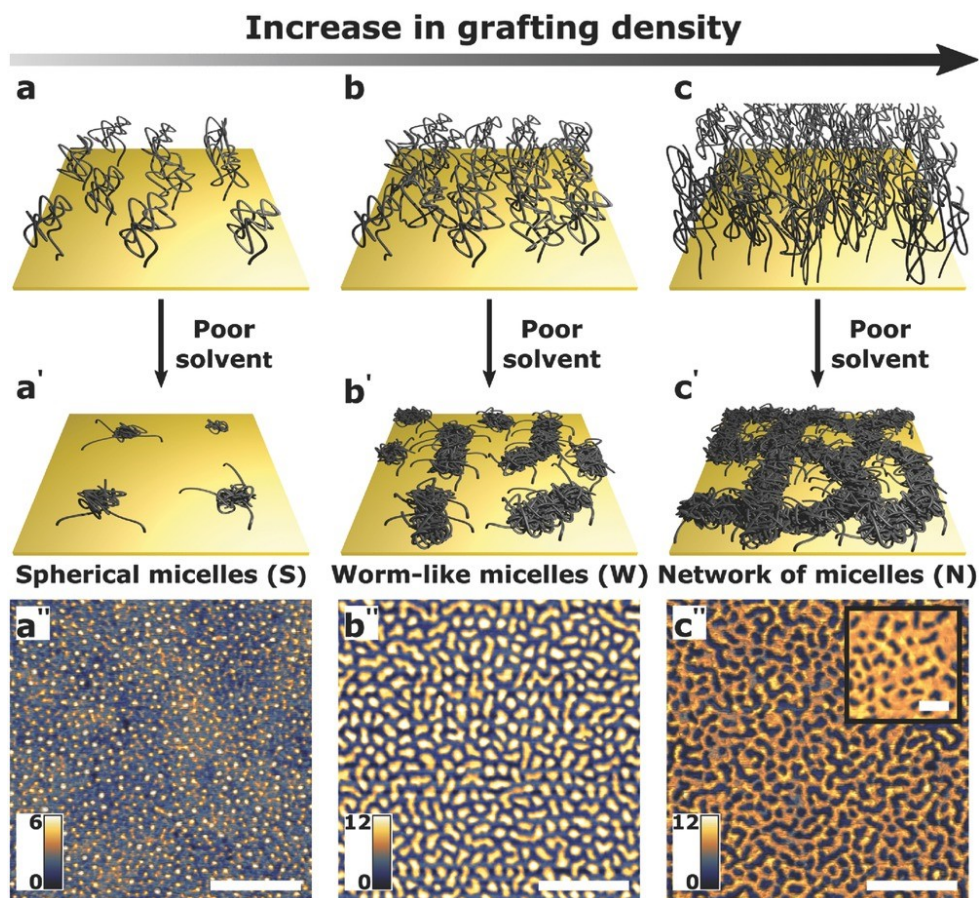 Increase in grafting density
a
b
c
Poor
solvent
Poor
solvent
Poor
solvent
a'
b'
c'
Spherical micelles (S)
Worm-like micelles (W)
Network of micelles (N)
a"
b"
c"
6
0
12
0
12
0